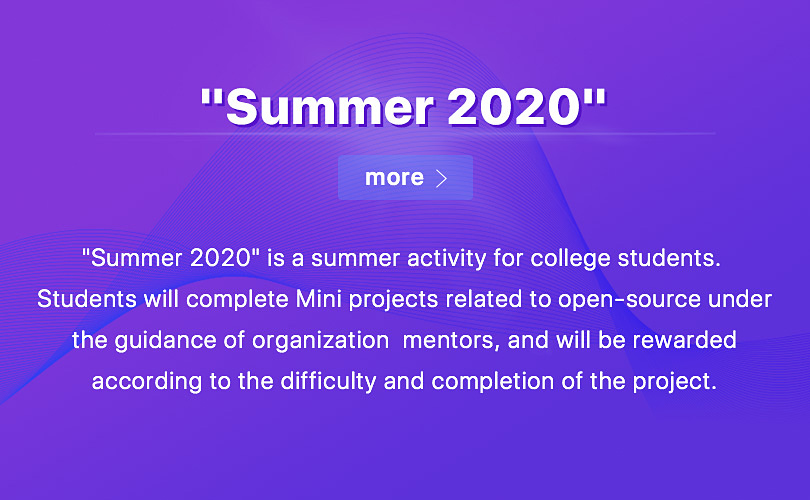 "Summer 2020"
more >
"Summer 2020" is a summer activity for college students.
Students will complete Mini projects related to open-source under
the guidance of organization  mentors, and will be rewarded
according to the difficulty and completion of the project.